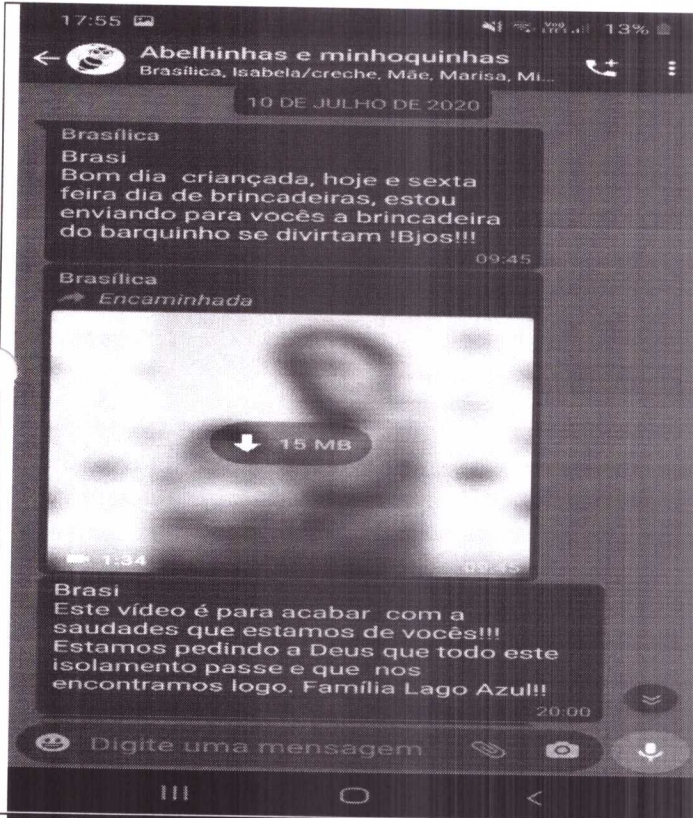 17:55 13%
Abelhinhas e minhoquinhas
Brasílica, Isabela/creche, Mãe, Marisa, Mi...
10 DE JULHO DE 2020
Brasílica
Brasi
Bom dia  criançada, hoje e sexta
feira dia de brincadeiras, estou
enviando para vocês a brincadeira
do barquinho se divirtam !Bjos!!!
09:45
Brasílica
Encaminhada
15 MB
1:34 09:45
Brasi
Este vídeo é para acabar  com a
saudades que estamos de vocês!!!
Estamos pedindo a Deus que todo este
isolamento passe e que  nos
encontramos logo. Família Lago Azul!!
20:00
Digite uma mensagem